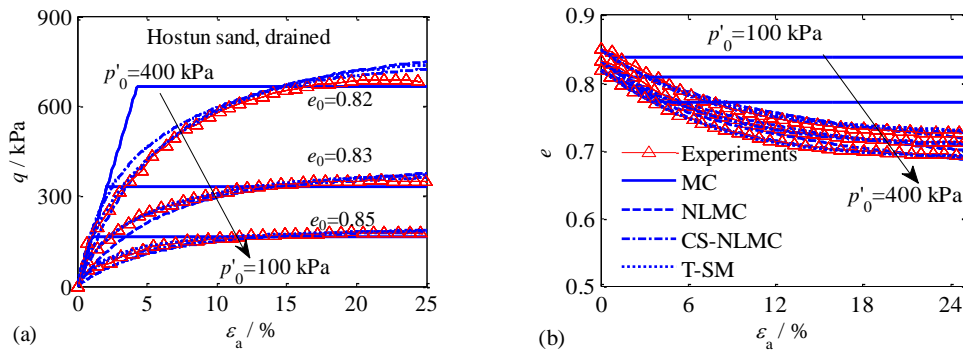 900
600
300
0
q / kPa
Hostun sand, drained
p'0=400 kPa
e0=0.82
e0=0.83
e0=0.85
p'0=100 kPa
0 5 10 15 20 25
εa / %
(a)
0.9
0.8
0.7
0.6
0.5
e
p'0=100 kPa
Experiments
MC
NLMC
CS-NLMC
T-SM
p'0=400 kPa
0 6 12 18 24
εa / %
(b)